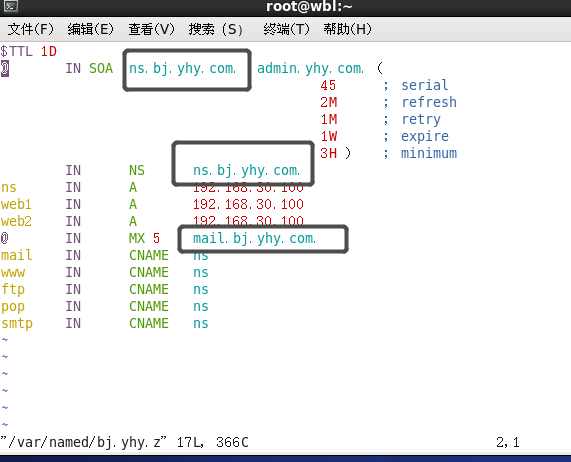 root@wbl:~
文件(F) 编辑(E) 查看(V) 搜索 (S) 终端(T) 帮助(H)
$TTL 1D
@ IN SOA ns.bj.yhy.com. admin.yhy.com. (
45 ; serial
2M ; refresh
1M ; retry
1W ; expire
3H ) ; minimum
IN NS ns.bj.yhy.com.
ns IN A 192.168.30.100
web1 IN A 192.168.30.100
web2 IN A 192.168.30.100
@ IN MX 5 mail.bj.yhy.com.
mail IN CNAME ns
www IN CNAME ns
ftp IN CNAME ns
pop IN CNAME ns
smtp IN CNAME ns
~
~
~
~
~
~
"/var/named/bj.yhy.z" 17L, 366C 2,1